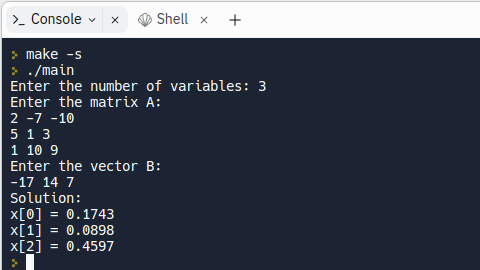 Console
Shell
make -s
./main
Enter the number of variables: 3
Enter the matrix A:
2 -7 -10
5 1 3
1 10 9
Enter the vector B:
-17 14 7
Solution:
x[0] = 0.1743
x[1] = 0.0898
x[2] = 0.4597